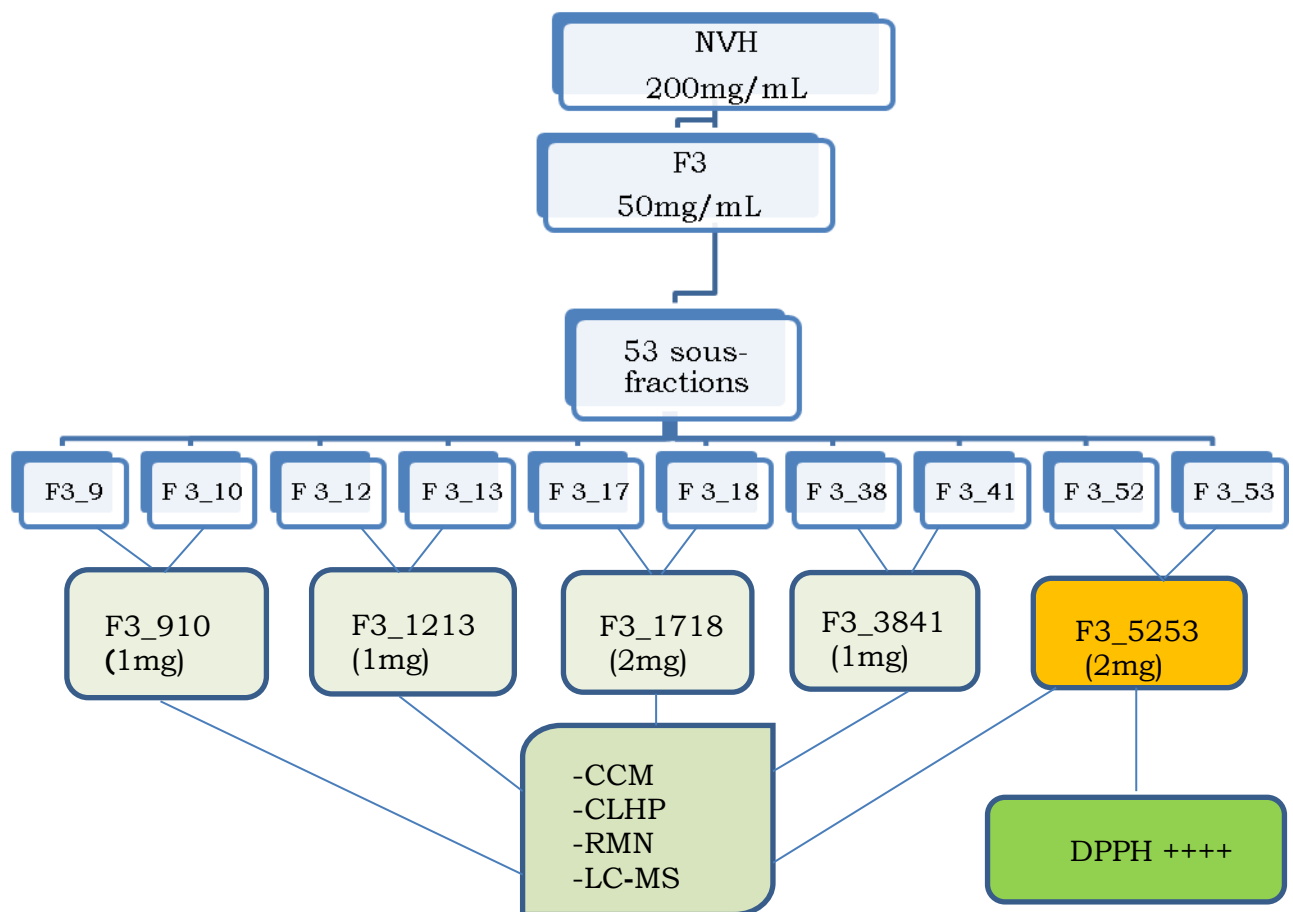 NVH
200mg/mL
F3
50mg/mL
53 sous-
fractions
F3_9
F 3_10
F 3_12
F 3_13
F 3_17
F 3_18
F 3_38
F 3_41
F 3_52
F 3_53
F3_910
(1mg)
F3_1213
(1mg)
F3_1718
(2mg)
F3_3841
(1mg)
F3_5253
(2mg)
-CCM
-CLHP
-RMN
-LC-MS
DPPH ++++